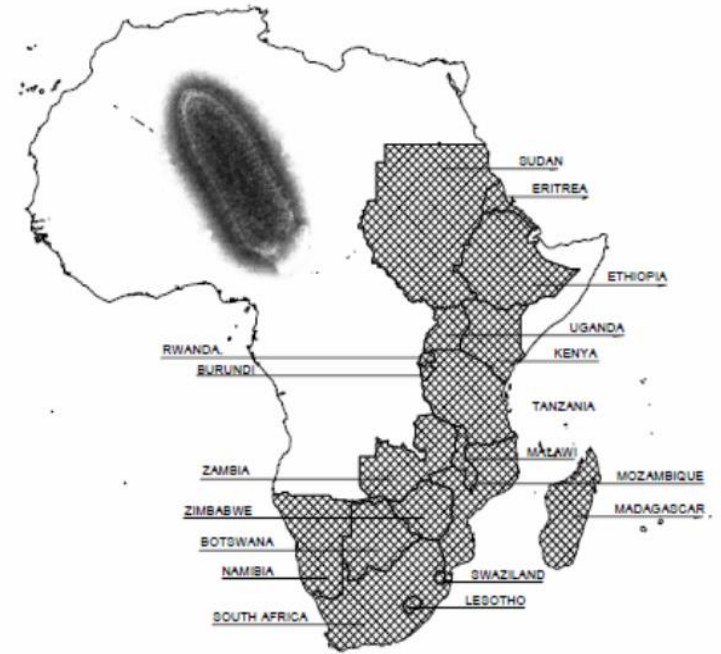 SUDAN
ERITREA
ETHIOPIA
UGANDA
RWANDA.
KENYA
BURUNDI
TANZANIA
MALAWI
ZAMBIA
MOZAMBIQUE
MADAGASCAR
ZIMBABWE
BOTSWANA
NAMIBIA
SWAZILAND
LESOTHO
SOUTH AFRICA